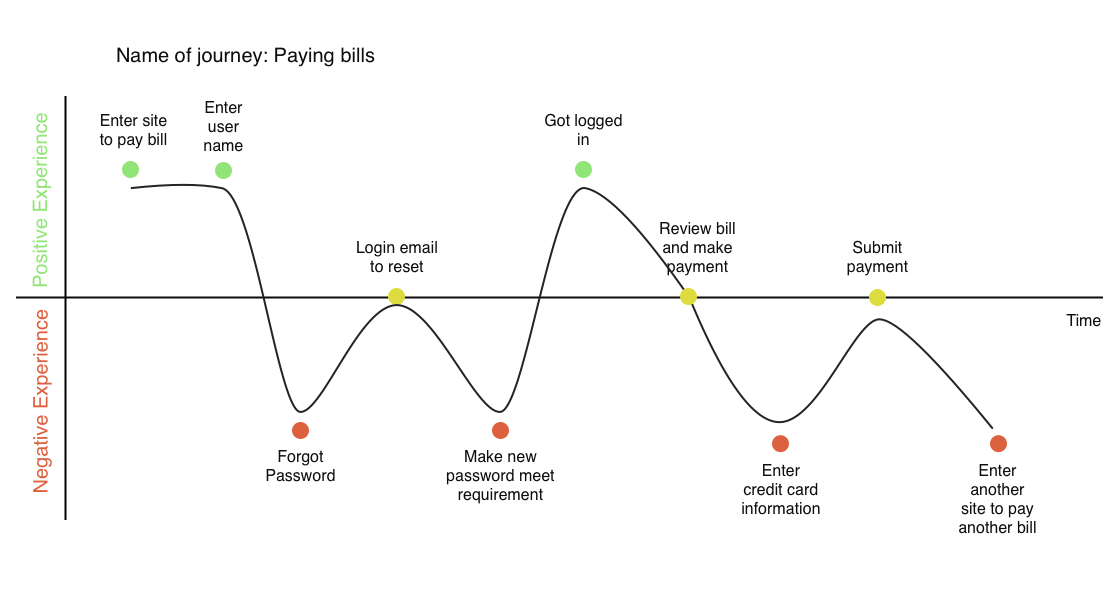 Name of journey: Paying bills
Positive Experience
Negative Experience
Enter site
to pay bill
Enter
user
name
Forgot
Password
Login email
to reset
Make new
password meet
requirement
Got logged
in
Review bill
and make
payment
Enter
credit card
information
Submit
payment
Enter
another
site to pay
another bill
Time